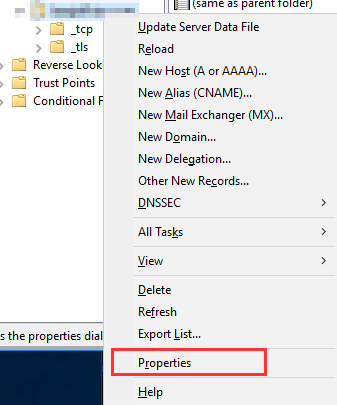 (same as parent folder)
_tcp
_tls
Reverse Look
Trust Points
Conditional F
Update Server Data File
Reload
New Host (A or AAAA)...
New Alias (CNAME)...
New Mail Exchanger (MX)...
New Domain...
New Delegation...
Other New Records...
DNSSEC
All Tasks
View
Delete
Refresh
Export List...
Properties
Help
s the properties dial